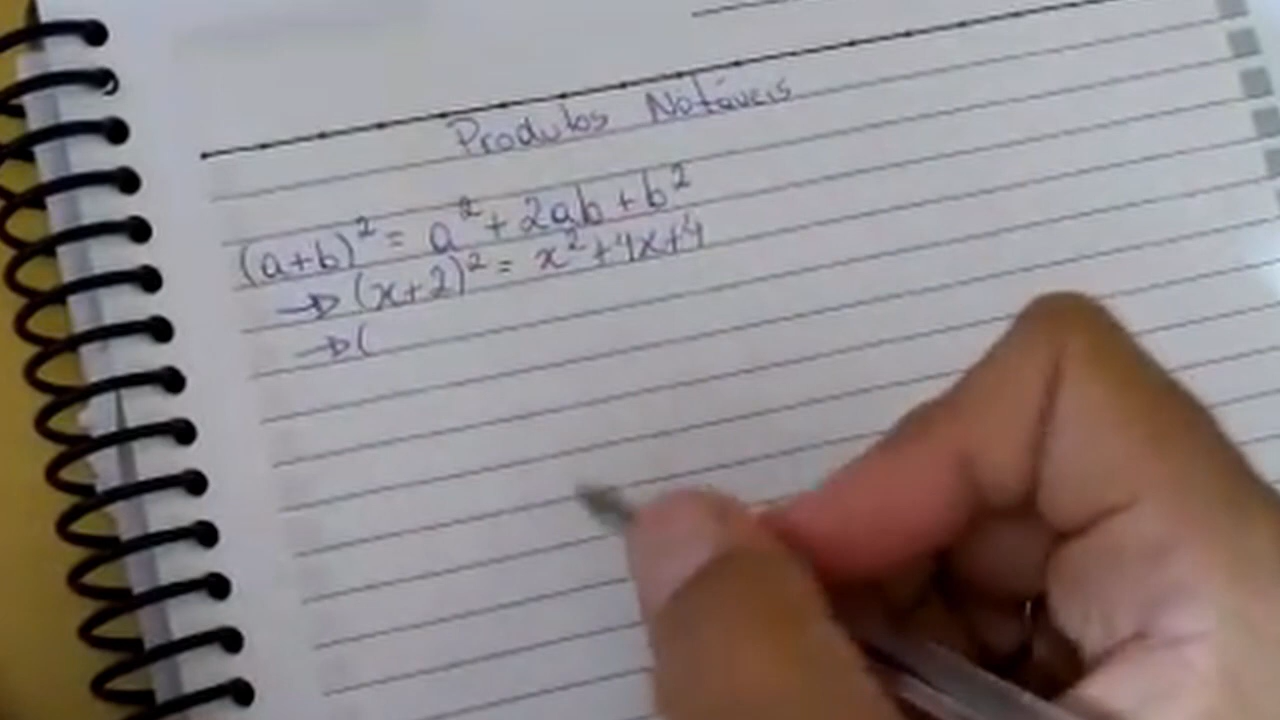 Produtos Notáveis
(a+b)² = a² + 2ab + b²
→ (x+2)² = x² + 4x + 4
→ (